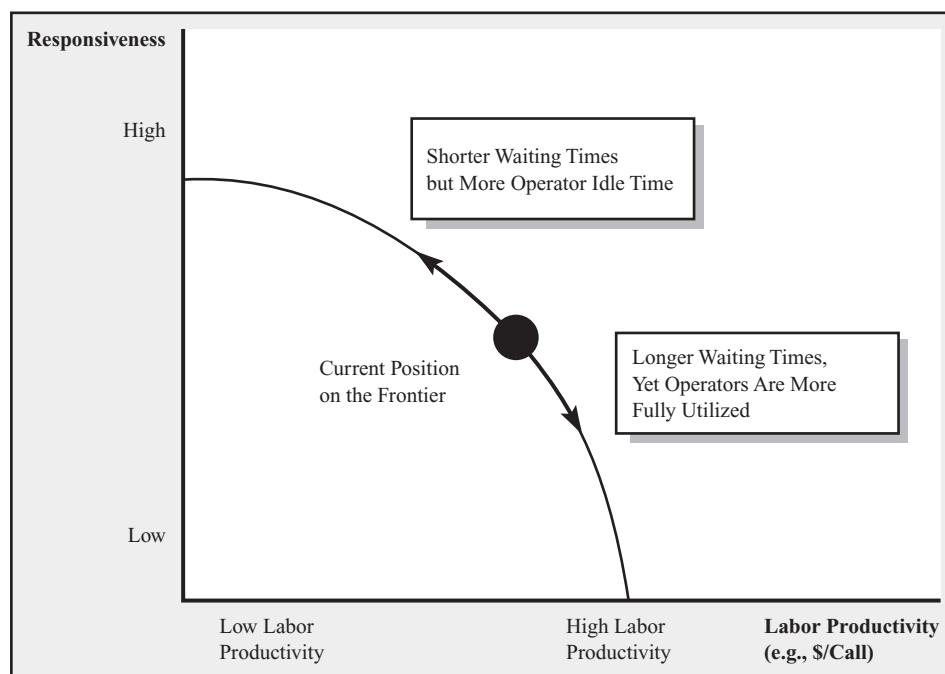 Responsiveness
High
Shorter Waiting Times
but More Operator Idle Time
Current Position
on the Frontier
Longer Waiting Times,
Yet Operators Are More
Fully Utilized
Low
Low Labor
Productivity
High Labor
Productivity
Labor Productivity
(e.g., $/Call)